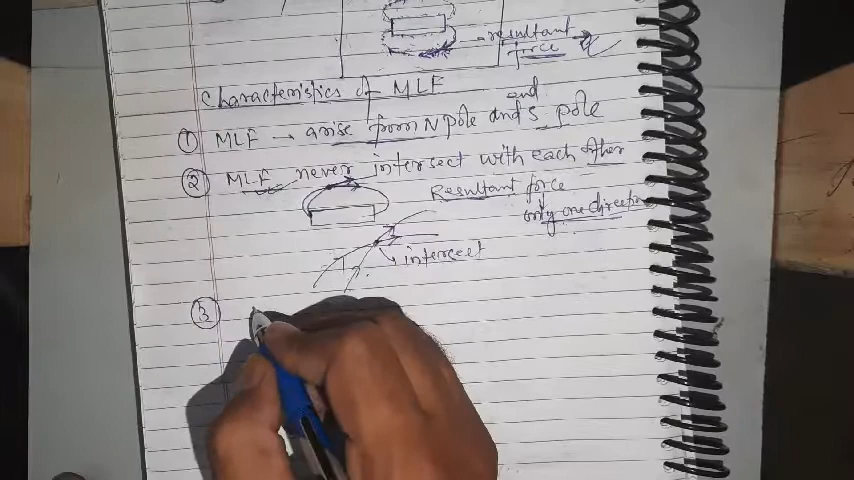 - resultant
force
Characteristics of MLF
① MLF → arise from N pole and end S pole
② MLF never intersect with each other
Resultant force
only one direction
intersect
③